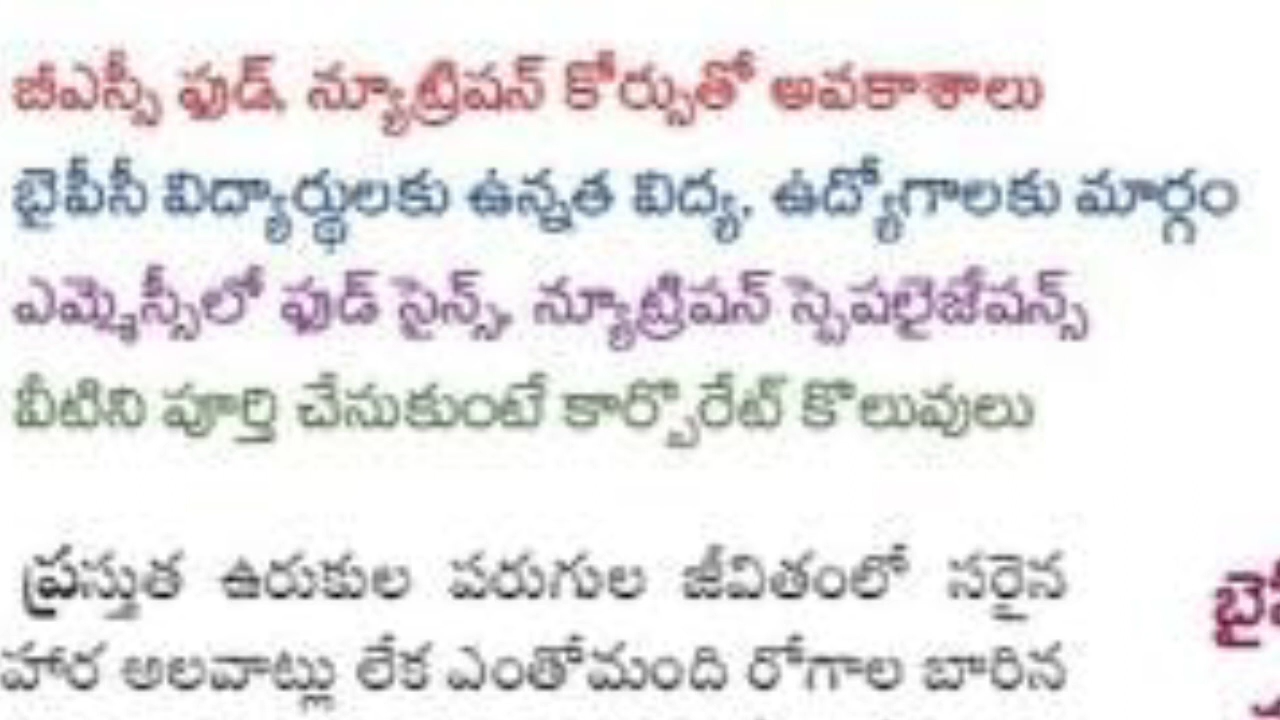 బీఎస్సీ ఫుడ్, న్యూట్రిషన్ కోర్సుతో అవకాశాలు
బైపీసీ విద్యార్థులకు ఉన్నత విద్య, ఉద్యోగాలకు మార్గం
ఎమ్మెస్సీలో ఫుడ్ సైన్స్, న్యూట్రిషన్ స్పెషలైజేషన్స్
వీటిని పూర్తి చేసుకుంటే కార్పొరేట్ కొలువులు
ప్రస్తుత ఉరుకుల పరుగుల జీవితంలో సరైన
హార అలవాట్లు లేక ఎంతోమంది రోగాల బారిన